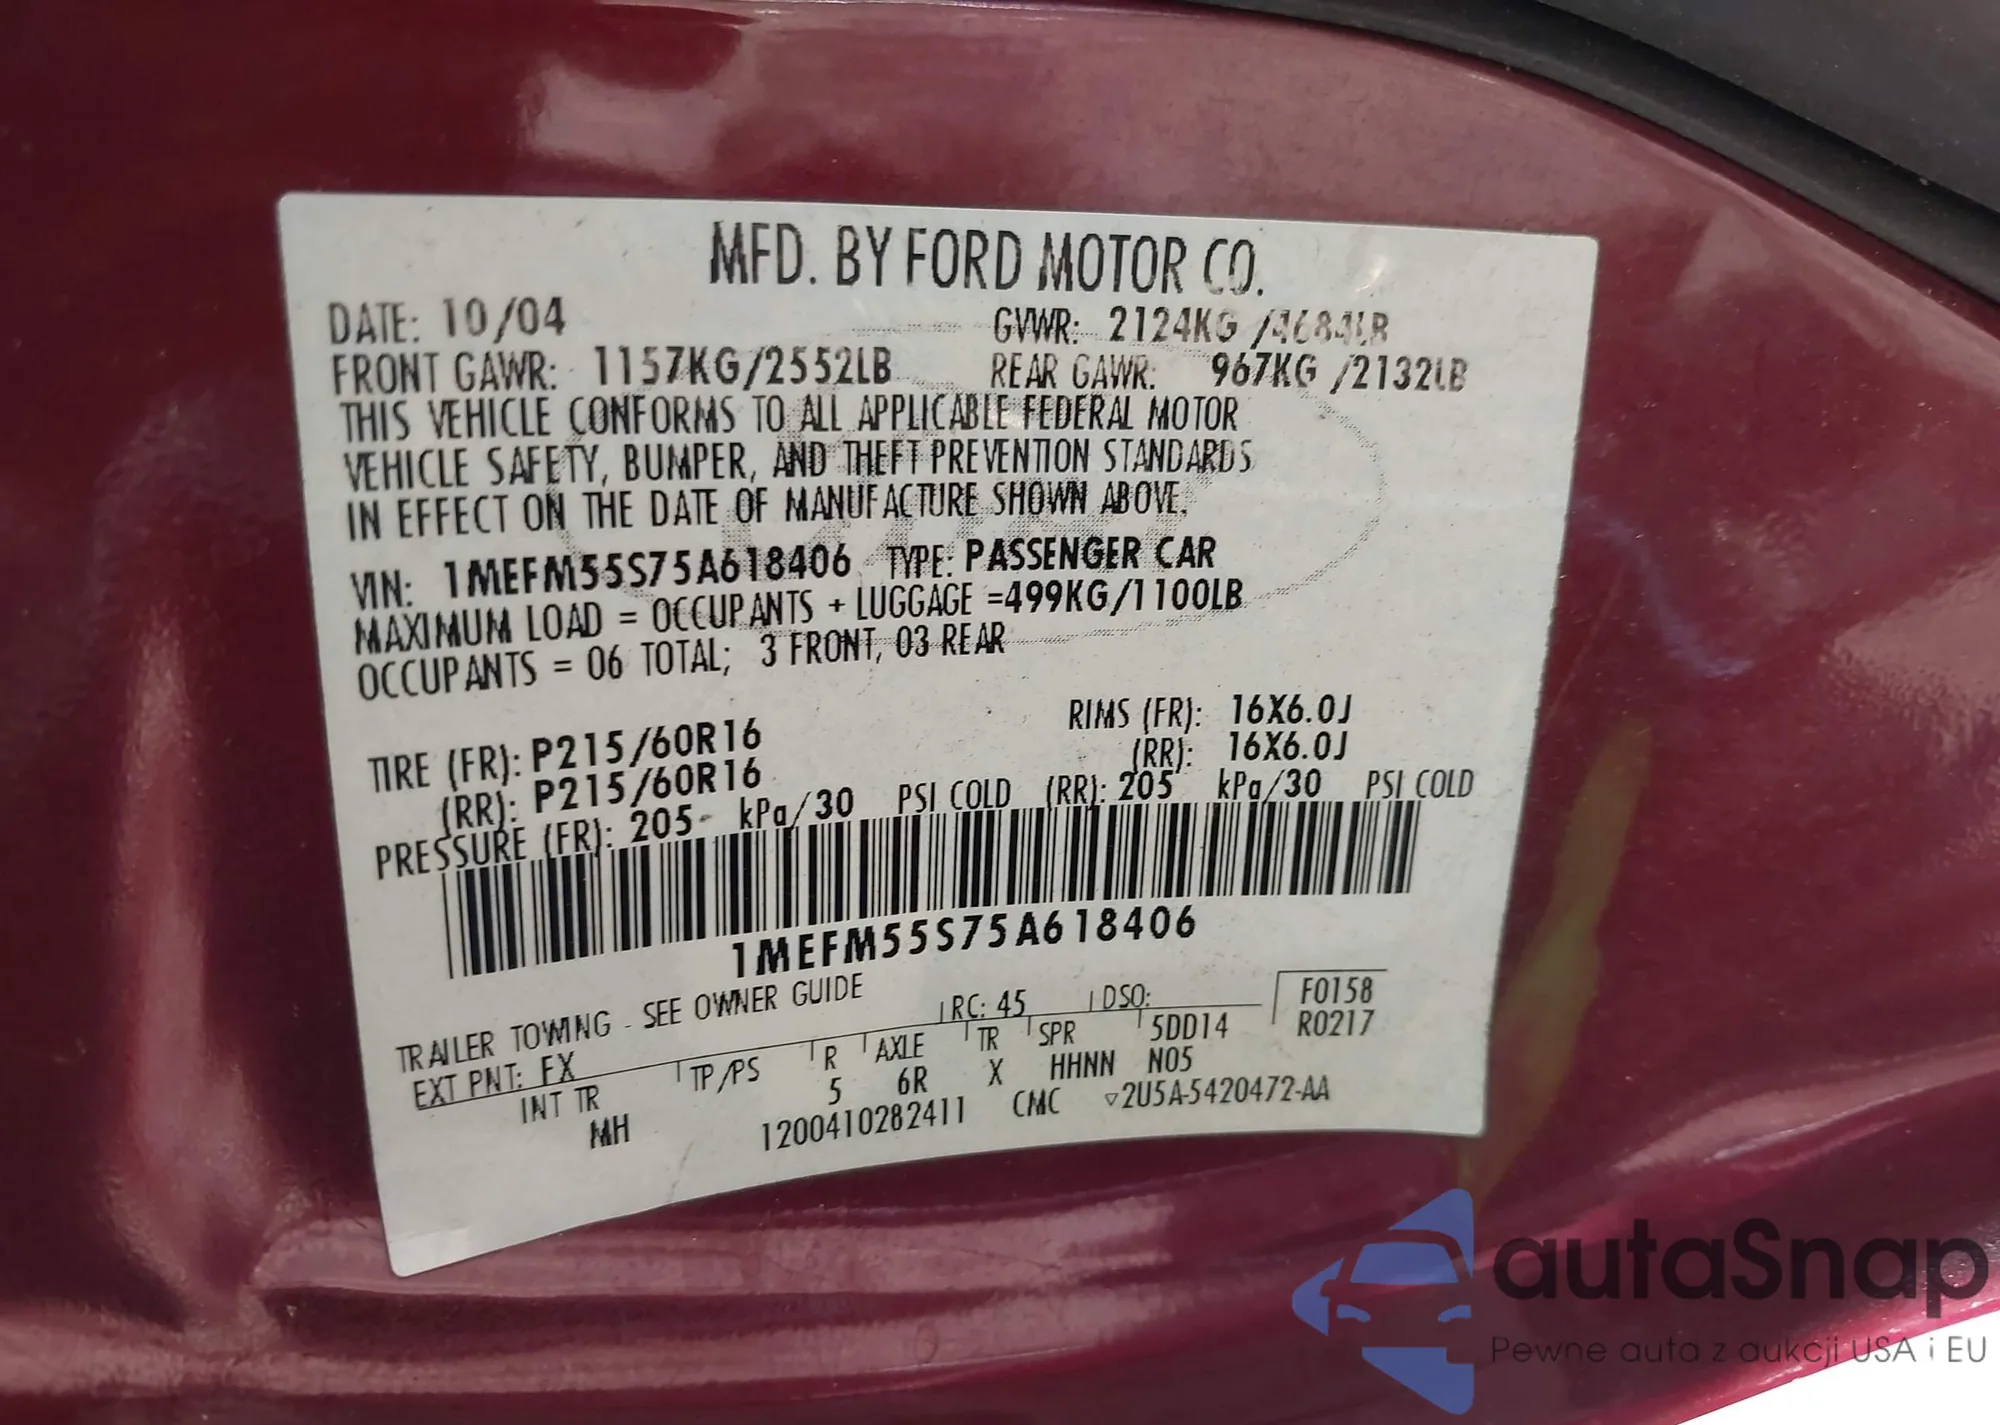 MFD. BY FORD MOTOR CO.
DATE: 10/04 GVWR: 2124KG /4684LB
FRONT GAWR: 1157KG/2552LB REAR GAWR: 967KG /2132LB
THIS VEHICLE CONFORMS TO ALL APPLICABLE FEDERAL MOTOR
VEHICLE SAFETY, BUMPER, AND THEFT PREVENTION STANDARDS
IN EFFECT ON THE DATE OF MANUFACTURE SHOWN ABOVE.
VIN: 1MEFM55S75A618406 TYPE: PASSENGER CAR
MAXIMUM LOAD = OCCUPANTS + LUGGAGE =499KG/1100LB
OCCUPANTS = 06 TOTAL; 3 FRONT, 03 REAR
TIRE (FR): P215/60R16 RIMS (FR): 16X6.0J
(RR): P215/60R16 (RR): 16X6.0J
PRESSURE (FR): 205 kPa/30 PSI COLD (RR): 205 kPa/30 PSI COLD
1MEFM55S75A618406
TRAILER TOWING - SEE OWNER GUIDE
EXT PNT: FX RC: 45 DSO: F0158
INT TR TP/PS R AXLE TR SPR 5DD14 R0217
MH 5 6R X HHNN N05
1200410282411 CMC ▽2U5A-5420472-AA
autaSnap
Pewne auta z aukcji USA i EU